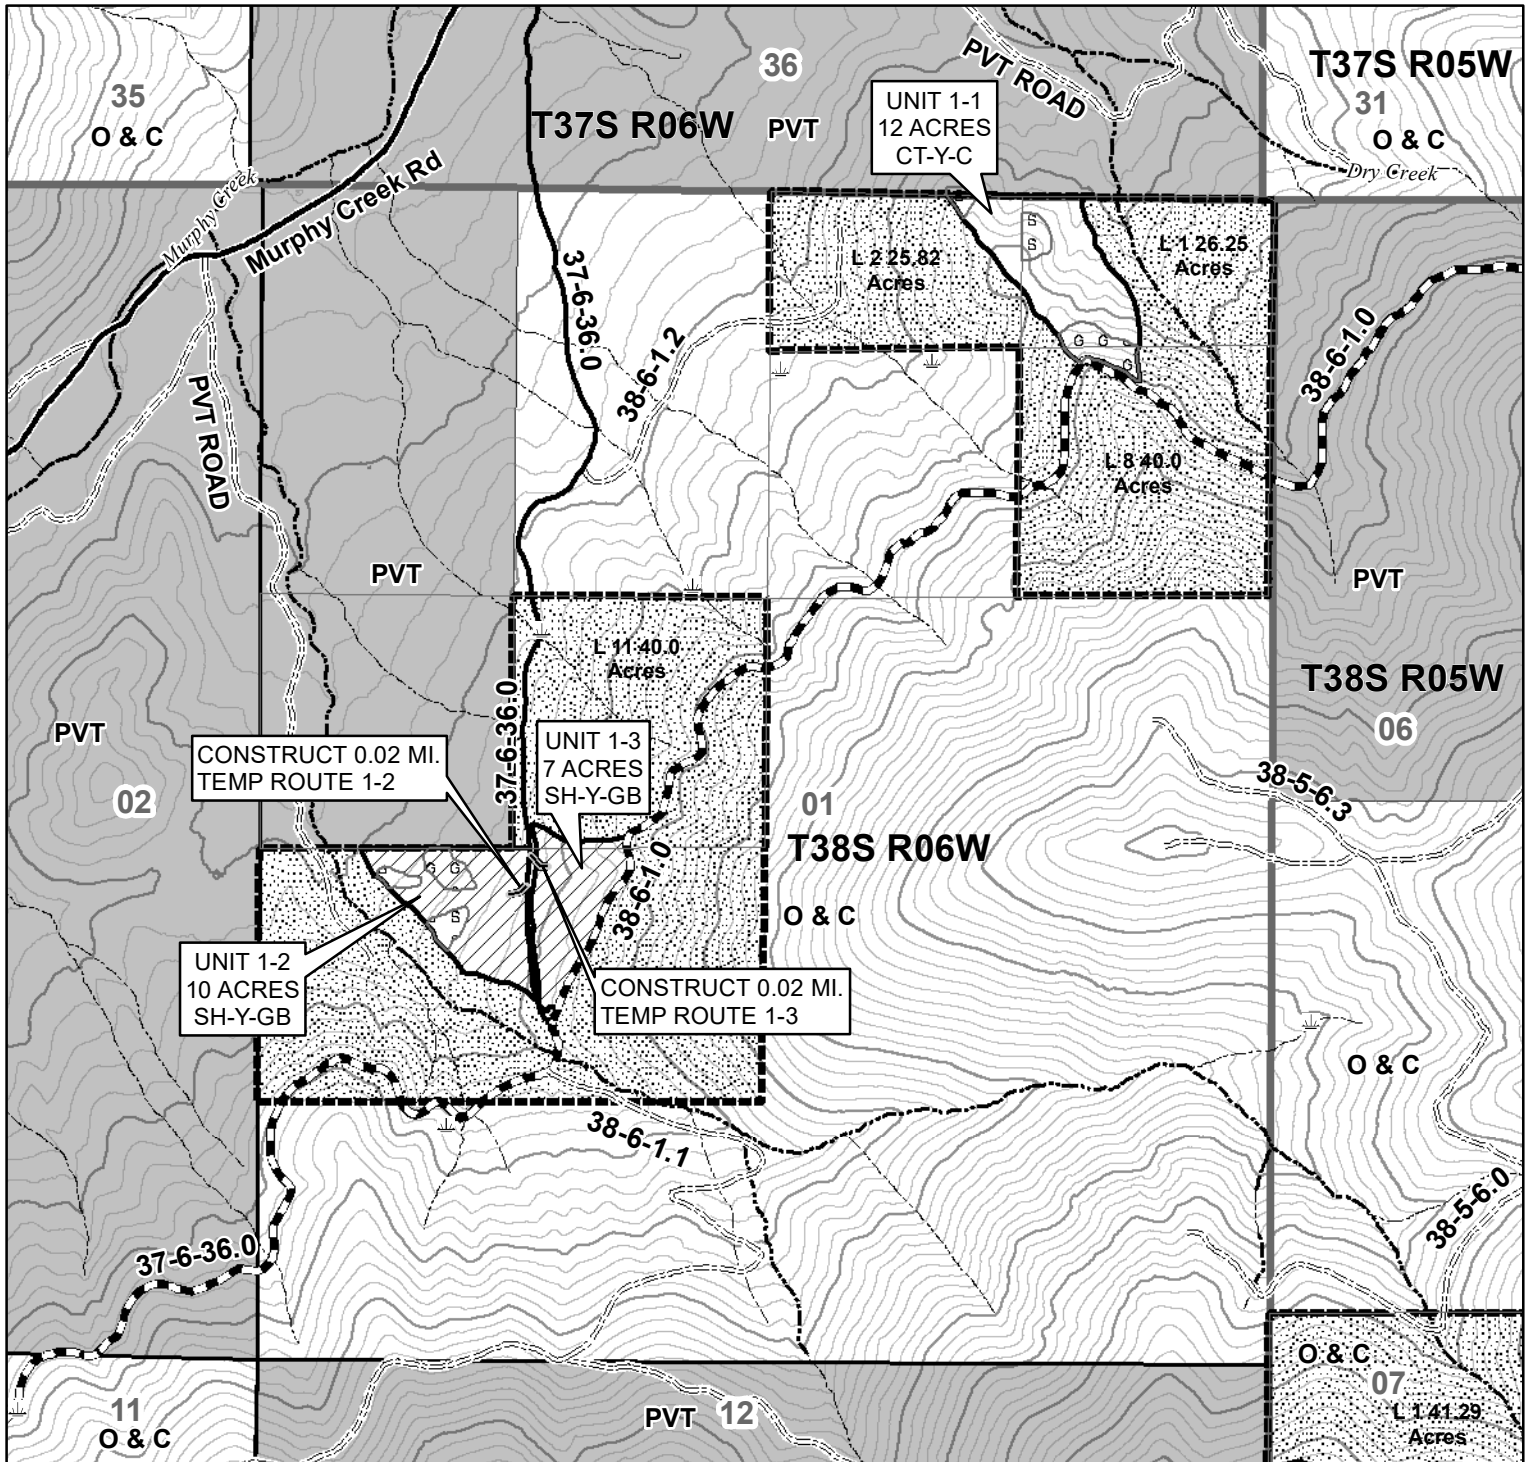 35
O & C
T37S R06W
36
PVT
PVT ROAD
UNIT 1-1
12 ACRES
CT-Y-C
T37S R05W
31
O & C
Dry Creek
Murphy Creek
Murphy Creek Rd
37-6-36.0
38-6-1.2
L 2 25.82
Acres
S
S
L 1 26.25
Acres
G G G
G
38-6-1.0
PVT ROAD
L 8 40.0
Acres
PVT
PVT
L 11 40.0
Acres
T38S R05W
06
PVT
02
CONSTRUCT 0.02 MI.
TEMP ROUTE 1-2
37-6-36.0
UNIT 1-3
7 ACRES
SH-Y-GB
01
T38S R06W
O & C
38-5-6.3
38-6-1.0
G G
S
UNIT 1-2
10 ACRES
SH-Y-GB
CONSTRUCT 0.02 MI.
TEMP ROUTE 1-3
O & C
38-6-1.1
38-5-6.0
37-6-36.0
11
O & C
PVT 12
O & C
07
L 1 41.29
Acres